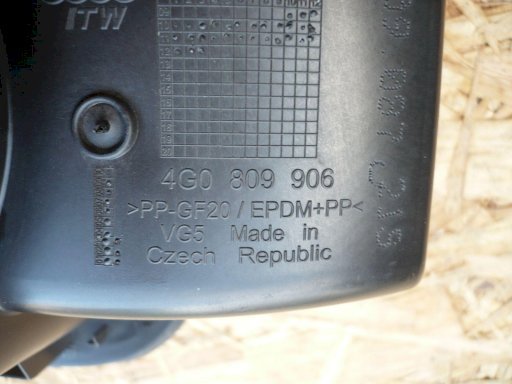 ITW
4G0 809 906
>PP-GF20 / EPDM+PP<
VG5 Made in
Czech Republic